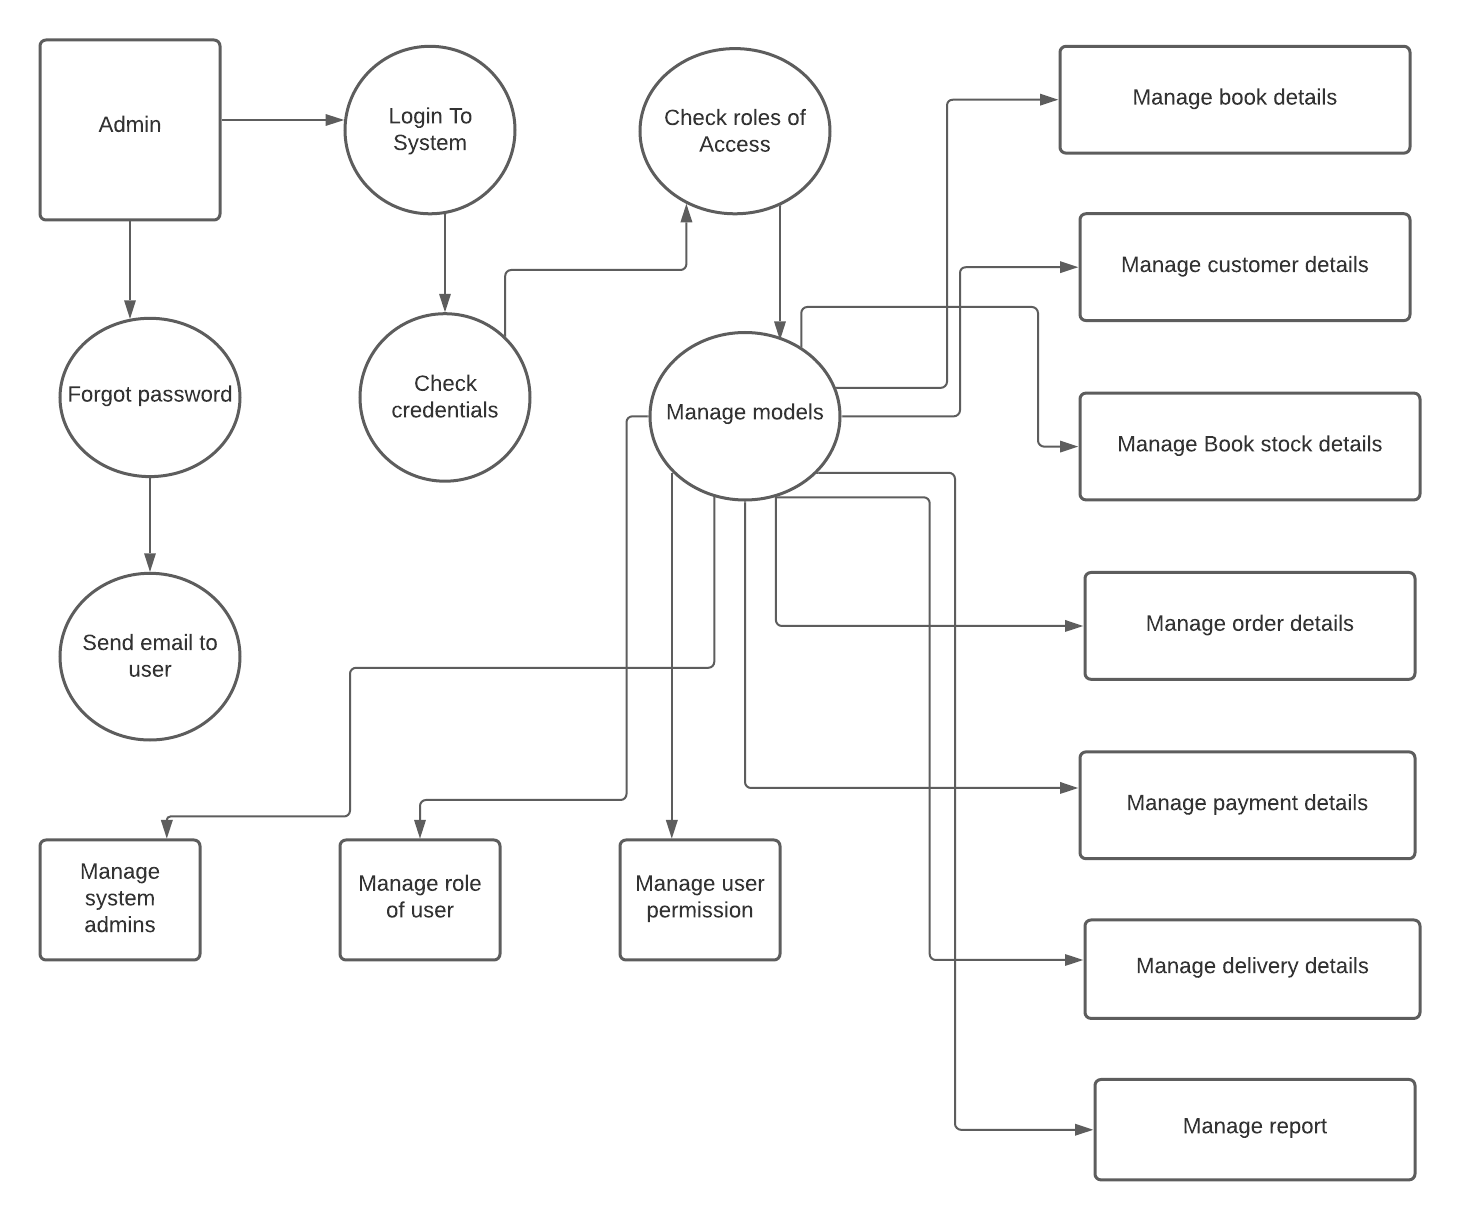 Admin
Login To
System
Check roles of
Access
Manage book details
Manage customer details
Forgot password
Check
credentials
Manage models
Manage Book stock details
Send email to
user
Manage order details
Manage payment details
Manage
system
admins
Manage role
of user
Manage user
permission
Manage delivery details
Manage report